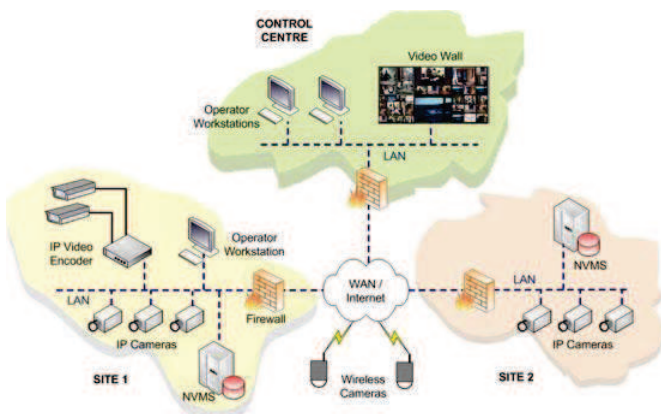 CONTROL
CENTRE
Video Wall
Operator
Workstations
LAN
IP Video
Encoder
Operator
Workstation
LAN
IP Cameras
Firewall
SITE 1
NVMS
WAN /
Internet
Wireless
Cameras
NVMS
LAN
IP Cameras
SITE 2